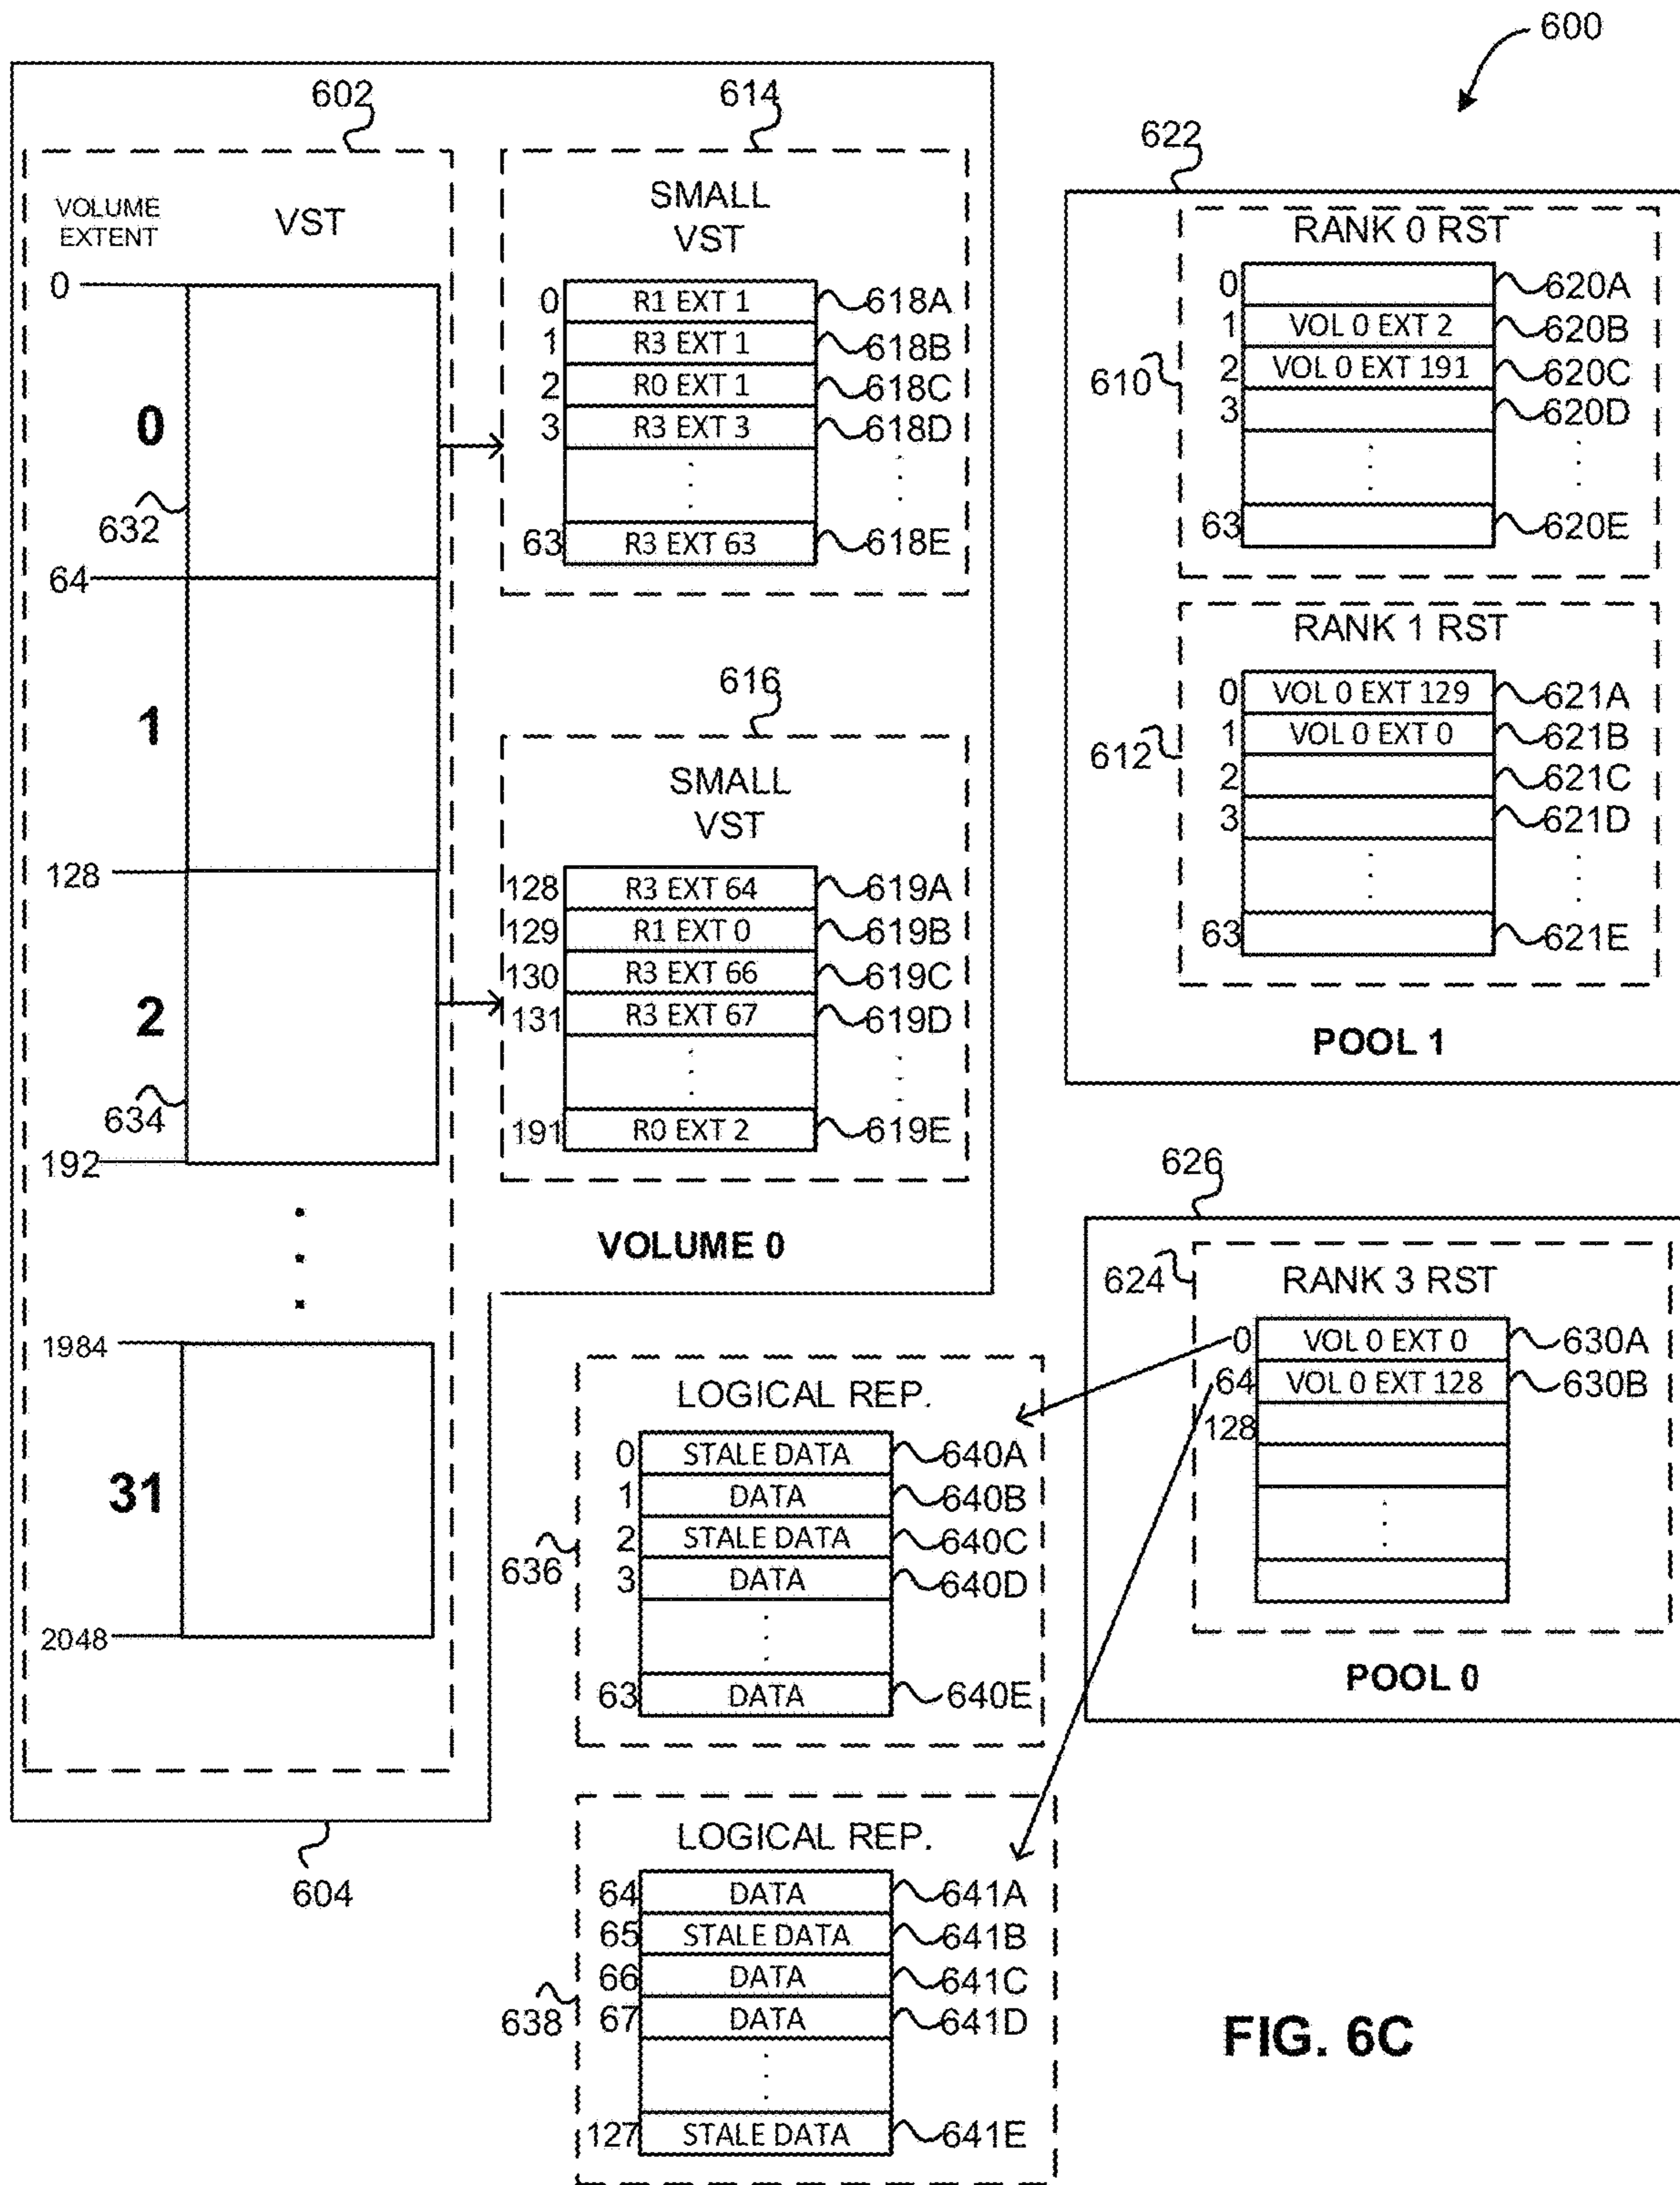 600
602
614
VOLUME
EXTENT
VST
0
0
632
64
1
128
2
634
192
1984
31
2048
604
SMALL
VST
0 R1 EXT 1 618A
1 R3 EXT 1 618B
2 R0 EXT 1 618C
3 R3 EXT 3 618D
63 R3 EXT 63 618E
616
SMALL
VST
128 R3 EXT 64 619A
129 R1 EXT 0 619B
130 R3 EXT 66 619C
131 R3 EXT 67 619D
191 R0 EXT 2 619E
VOLUME 0
622
610
RANK 0 RST
0 620A
1 VOL 0 EXT 2 620B
2 VOL 0 EXT 191 620C
3 620D
63 620E
612
RANK 1 RST
0 VOL 0 EXT 129 621A
1 VOL 0 EXT 0 621B
2 621C
3 621D
63 621E
POOL 1
626
624
RANK 3 RST
0 VOL 0 EXT 0 630A
64 VOL 0 EXT 128 630B
128
POOL 0
636
LOGICAL REP.
0 STALE DATA 640A
1 DATA 640B
2 STALE DATA 640C
3 DATA 640D
63 DATA 640E
638
LOGICAL REP.
64 DATA 641A
65 STALE DATA 641B
66 DATA 641C
67 DATA 641D
127 STALE DATA 641E
FIG. 6C